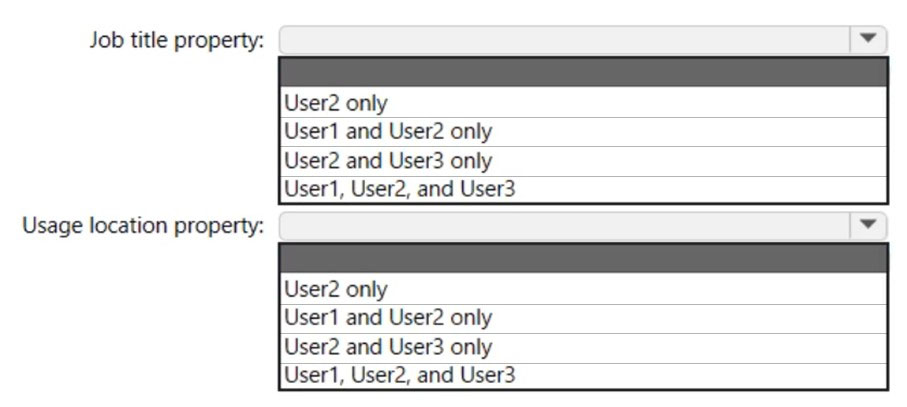 Job title property:
User2 only
User1 and User2 only
User2 and User3 only
User1, User2, and User3
Usage location property:
User2 only
User1 and User2 only
User2 and User3 only
User1, User2, and User3